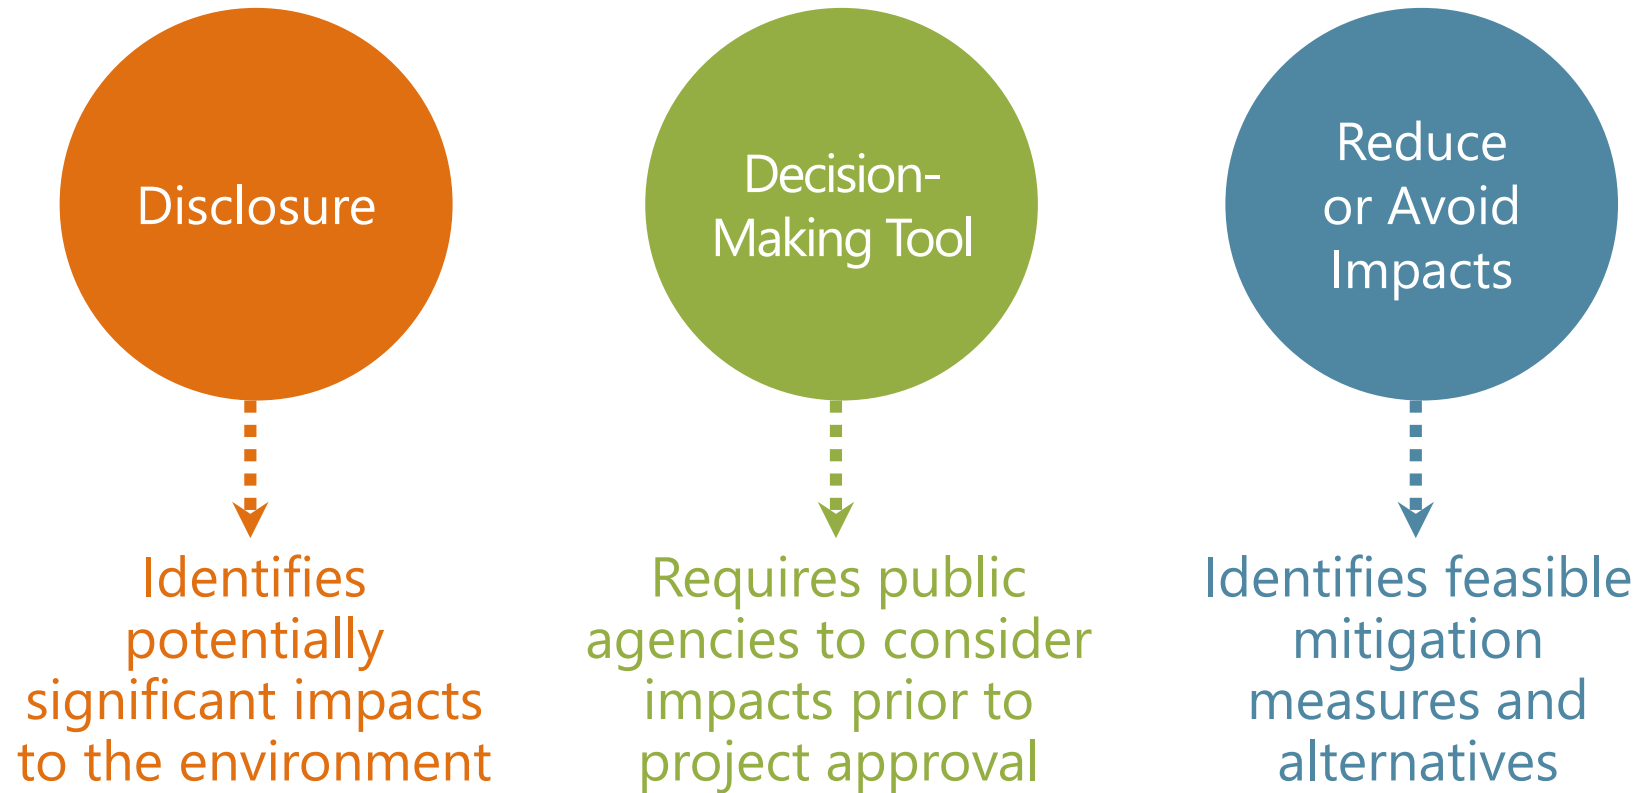 Disclosure
Identifies
potentially
significant impacts
to the environment
Decision-
Making Tool
Requires public
agencies to consider
impacts prior to
project approval
Reduce
or Avoid
Impacts
Identifies feasible
mitigation
measures and
alternatives